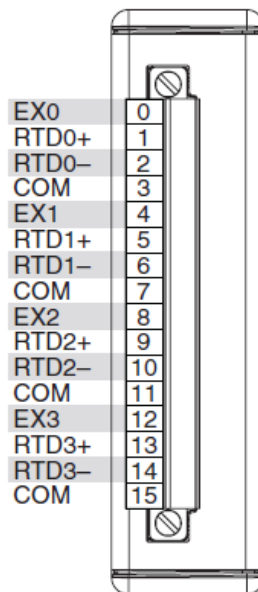 EX0 0
RTD0+ 1
RTD0– 2
COM 3
EX1 4
RTD1+ 5
RTD1– 6
COM 7
EX2 8
RTD2+ 9
RTD2– 10
COM 11
EX3 12
RTD3+ 13
RTD3– 14
COM 15